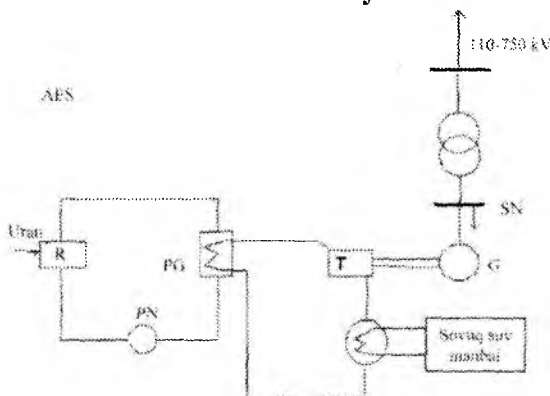 110-750 kV
AES
SN
Uran
R
PG
T
G
PN
Sovuq suv
manbai